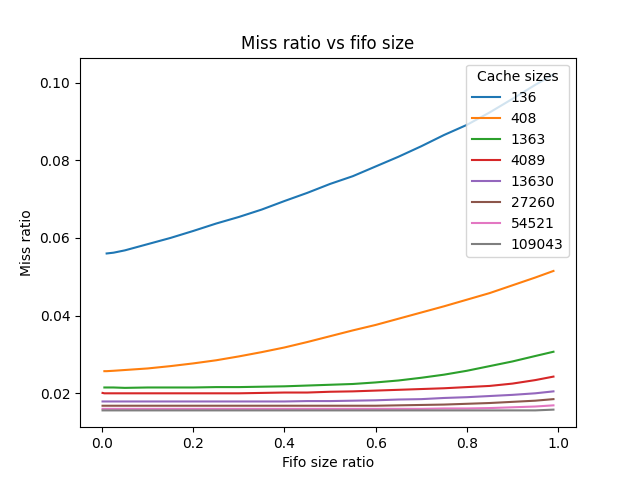 Miss ratio vs fifo size
Cache sizes
136
408
1363
4089
13630
27260
54521
109043
0.10
0.08
0.06
0.04
0.02
Miss ratio
0.0 0.2 0.4 0.6 0.8 1.0
Fifo size ratio